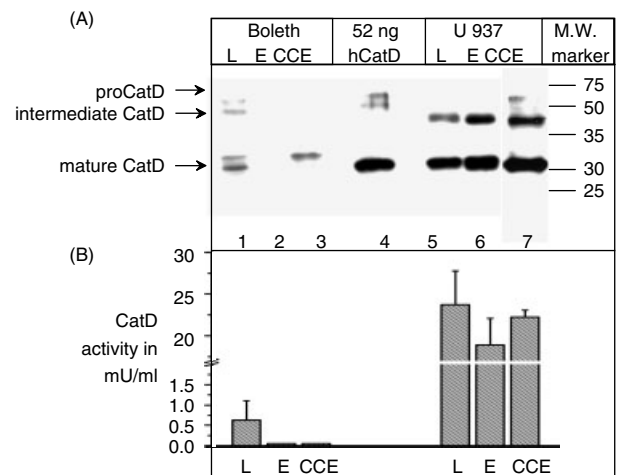 (A)
Boleth 52 ng U 937 M.W.
L E CCE hCatD L E CCE marker
proCatD 75
intermediate CatD 50
35
mature CatD 30
25
1 2 3 4 5 6 7
(B)
30
25
20
1.5
1.0
0.5
0.0
CatD
activity in
mU/ml
L E CCE L E CCE